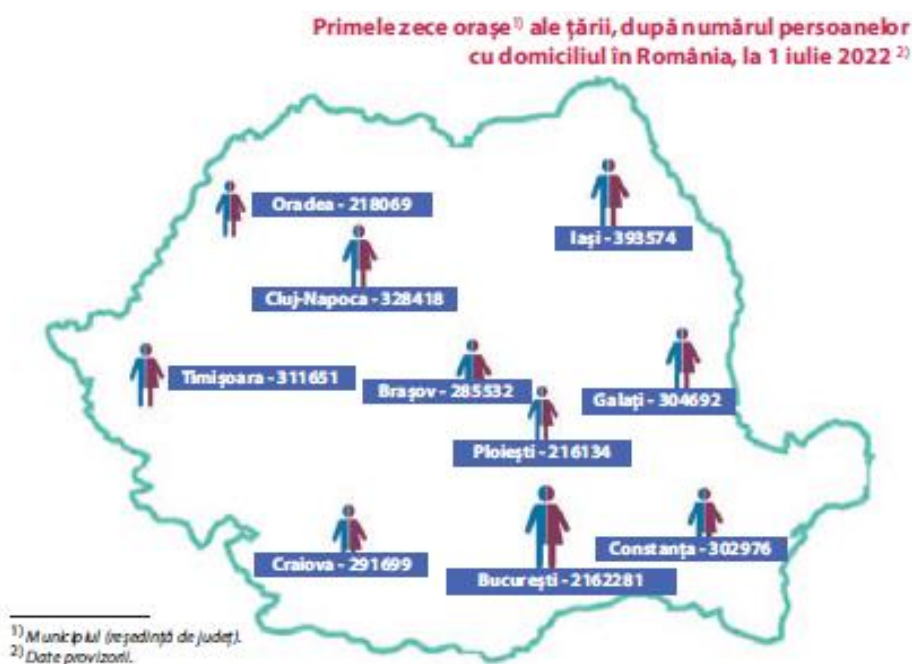 Primele zece orașe¹⁾ ale țării, după numărul persoanelor
cu domiciliul în România, la 1 iulie 2022 ²⁾
Oradea - 218069
Iași - 393574
Cluj-Napoca - 328418
Timișoara - 311651
Brașov - 285532
Galați - 304692
Ploiești - 216134
Craiova - 291699
București - 2162281
Constanța - 302976
¹⁾ Municipiul (reședință de județ).
²⁾ Date provizorii.